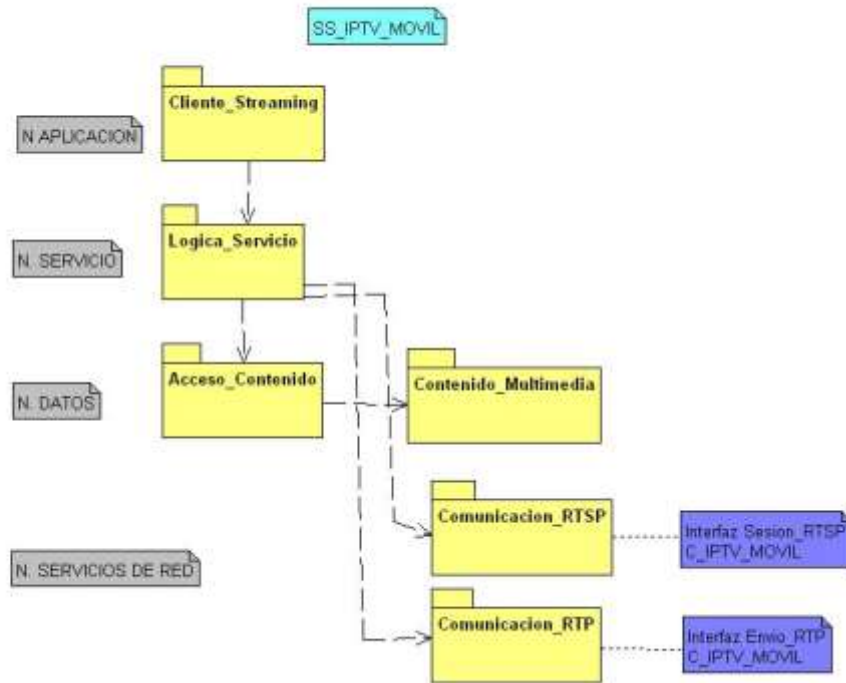 SS_IPTV_MOVIL
Cliente_Streaming
N APLICACION
Logica_Servicio
N. SERVICIO
Acceso_Contenido
Contenido_Multimedia
N. DATOS
Comunicacion_RTSP
Interfaz Sesion_RTSP
C_IPTV_MOVIL
N. SERVICIOS DE RED
Comunicacion_RTP
Interfaz Envio_RTP
C_IPTV_MOVIL